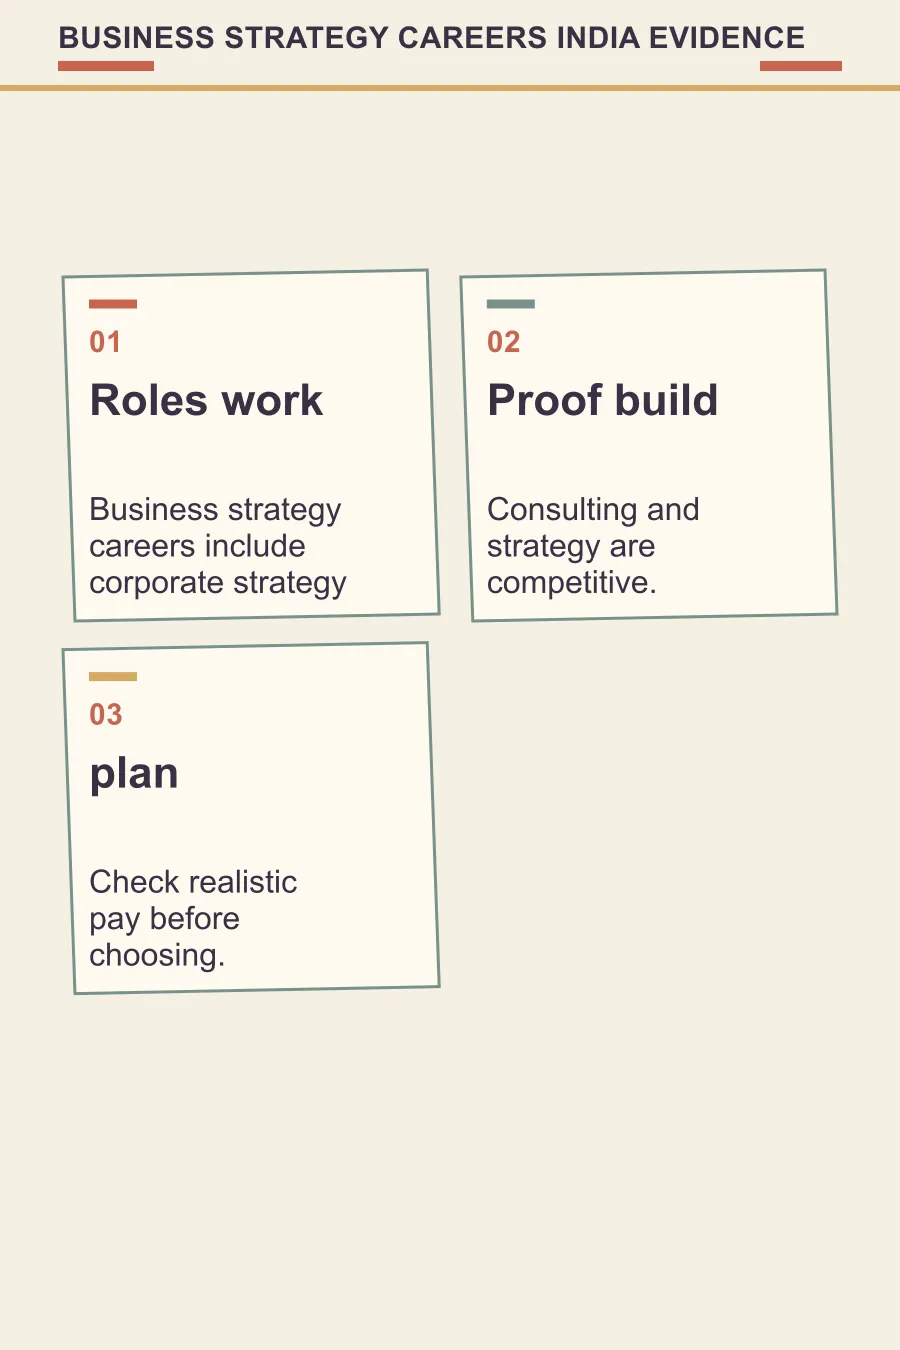 BUSINESS STRATEGY CAREERS INDIA EVIDENCE
01
Roles work
Business strategy
careers include
corporate strategy
02
Proof build
Consulting and
strategy are
competitive.
03
plan
Check realistic
pay before
choosing.